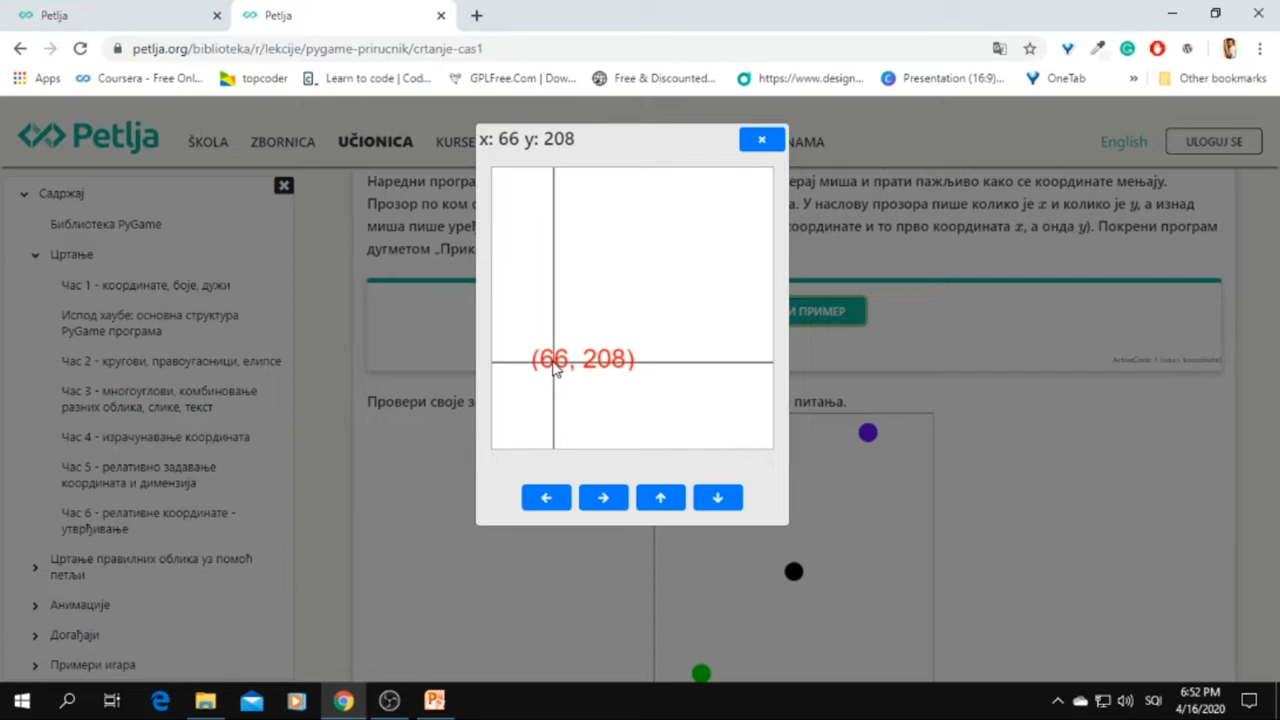 Petlja
Petlja
petlja.org/biblioteka/r/lekcije/pygame-prirucnik/crtanje-cas1
Apps
Coursera - Free Onl...
topcoder
Learn to code | Cod...
GPLFree.Com | Dow...
Free & Discounted...
https://www.design...
Presentation (16:9)...
OneTab
»
Other bookmarks
Petlja
ŠKOLA
ZBORNICA
UČIONICA
KURSE
NAMA
English
ULOGUJ SE
x: 66 y: 208
(66, 208)
Садржај
Библиотека PyGame
Цртање
Час 1 - координате, боје, дужи
Испод хаубе: основна структура
PyGame програма
Час 2 - кругови, правоугаоници, елипсе
Час 3 - многоуглови, комбиновање
разних облика, слике, текст
Час 4 - израчунавање координата
Час 5 - релативно задавање
координата и димензија
Час 6 - релативне координате -
утврђивање
Цртање правилних облика уз помоћ
петљи
Анимације
Догађаји
Примери игара
Наредни програ
ерај миша и прати пажљиво како се координате мењају.
Прозор по ком с
а. У наслову прозора пише колико је x и колико је y, а изнад
миша пише уређ
координате и то прво координата x, а онда y). Покрени програм
дугметом „Прик
И ПРИМЕР
ActiveCode: 1 (nauci_koordinate)
Провери своје з
питања.
SQI
6:52 PM
4/16/2020